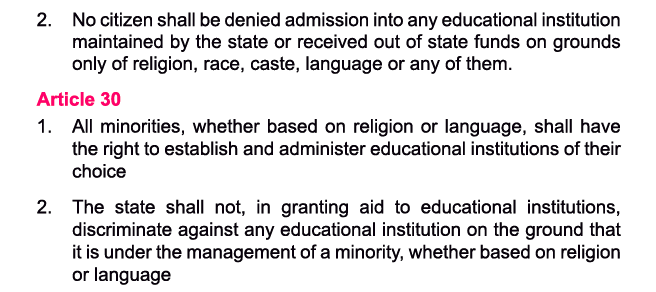 2. No citizen shall be denied admission into any educational institution
maintained by the state or received out of state funds on grounds
only of religion, race, caste, language or any of them.
Article 30
1. All minorities, whether based on religion or language, shall have
the right to establish and administer educational institutions of their
choice
2. The state shall not, in granting aid to educational institutions,
discriminate against any educational institution on the ground that
it is under the management of a minority, whether based on religion
or language